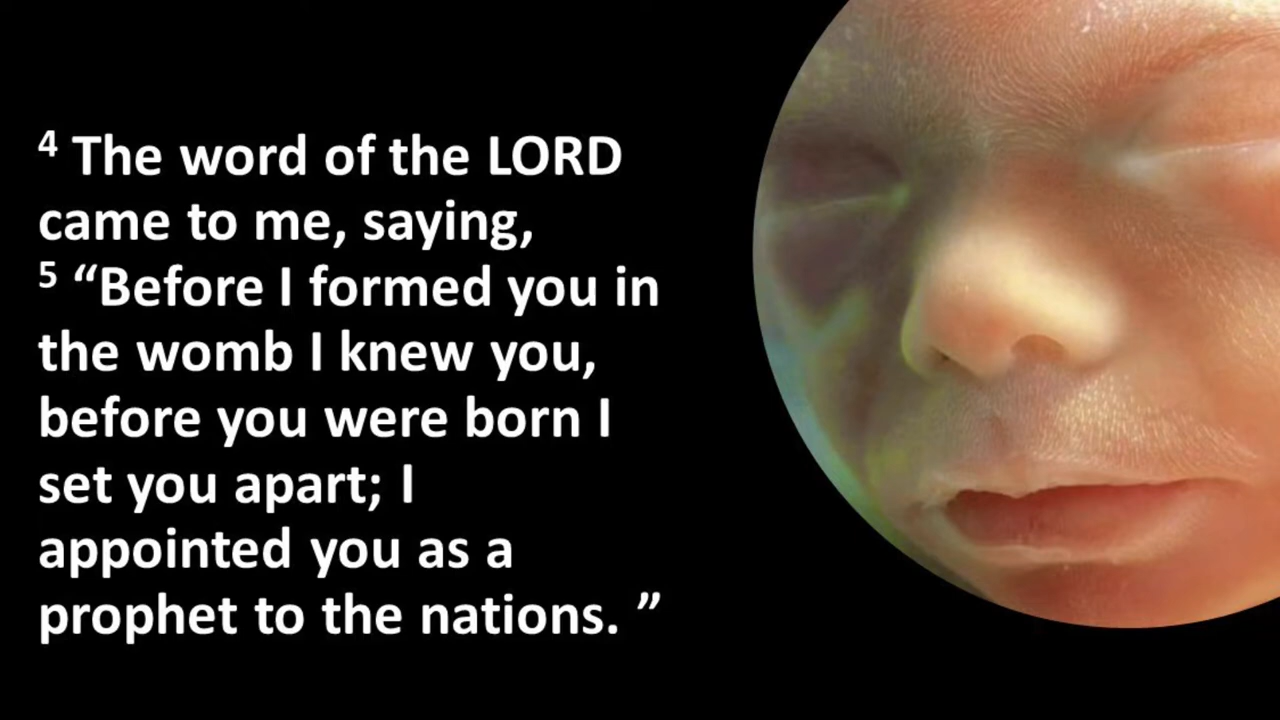 ⁴ The word of the LORD
came to me, saying,
⁵ “Before I formed you in
the womb I knew you,
before you were born I
set you apart; I
appointed you as a
prophet to the nations. ”